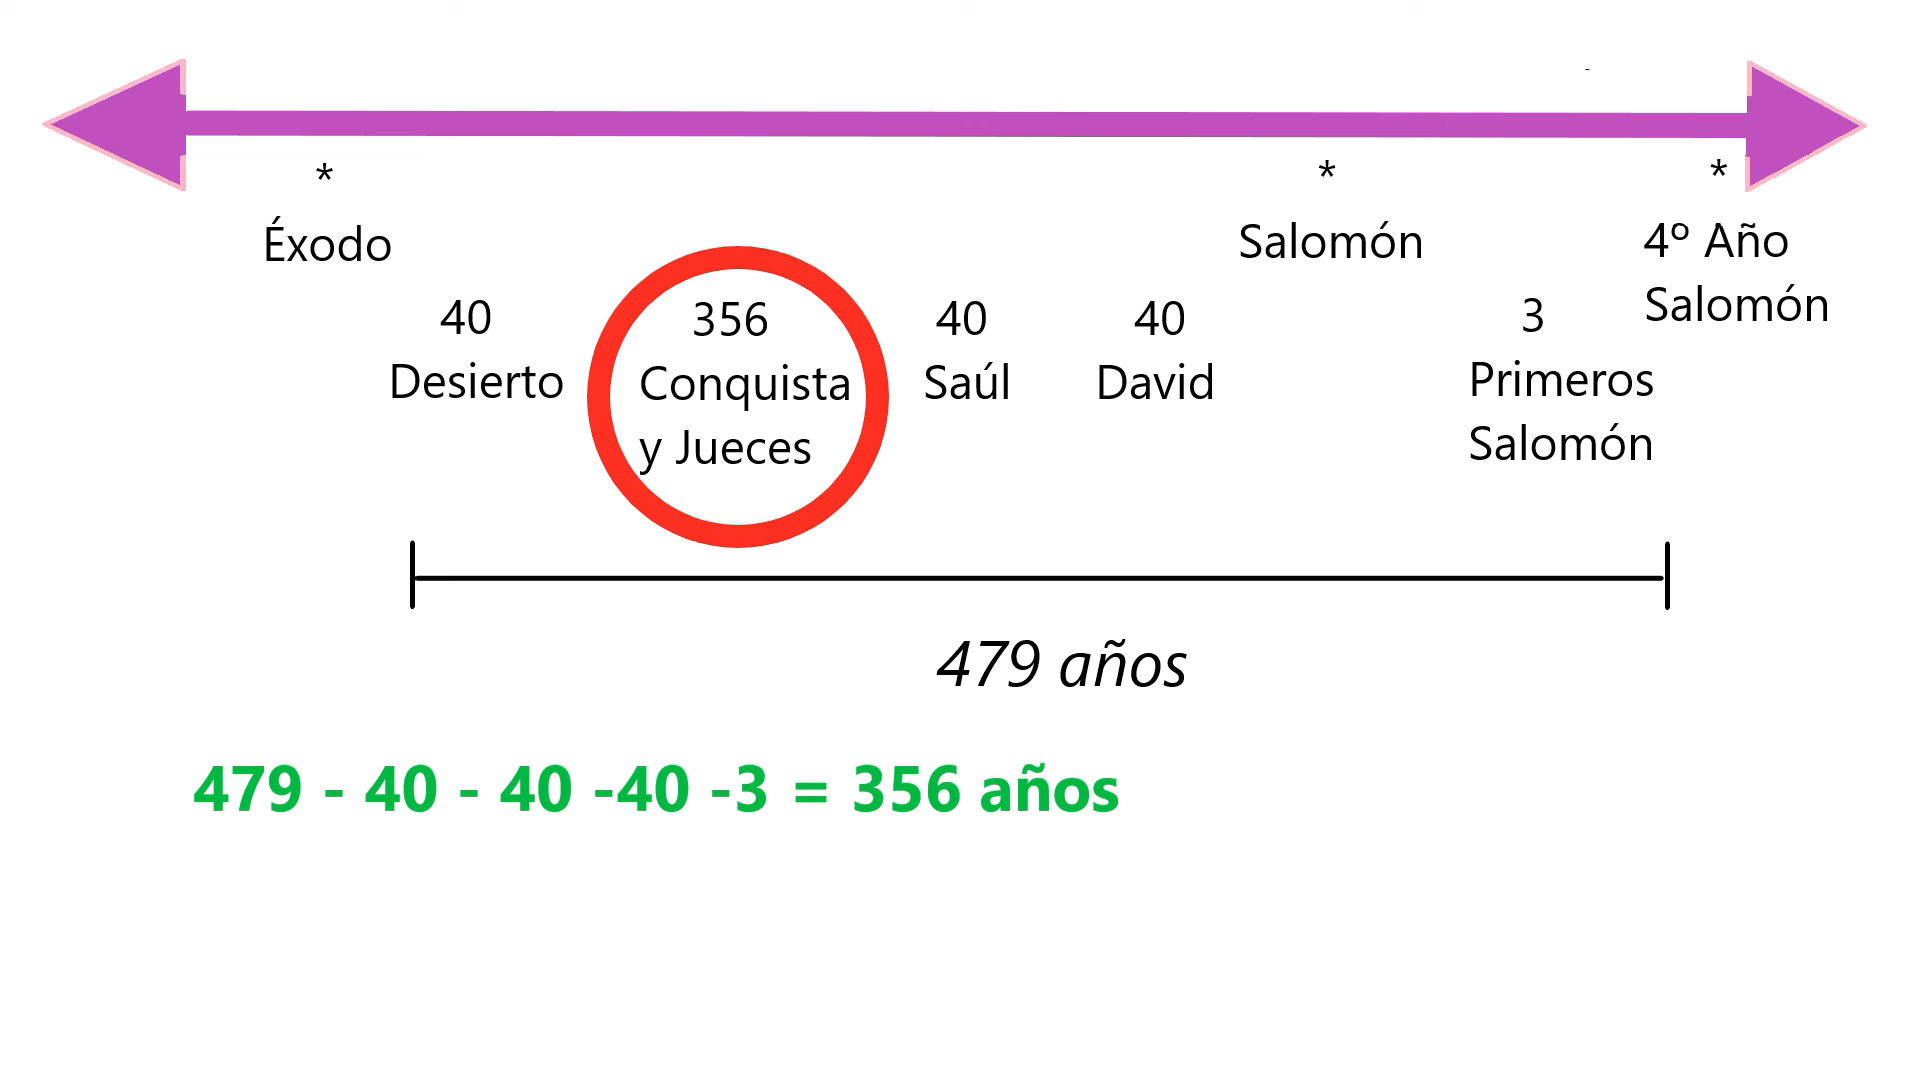 *
*
*
Éxodo
Salomón
4º Año
Salomón
40
Desierto
356
Conquista
y Jueces
40
Saúl
40
David
3
Primeros
Salomón
479 años
479 - 40 - 40 -40 -3 = 356 años